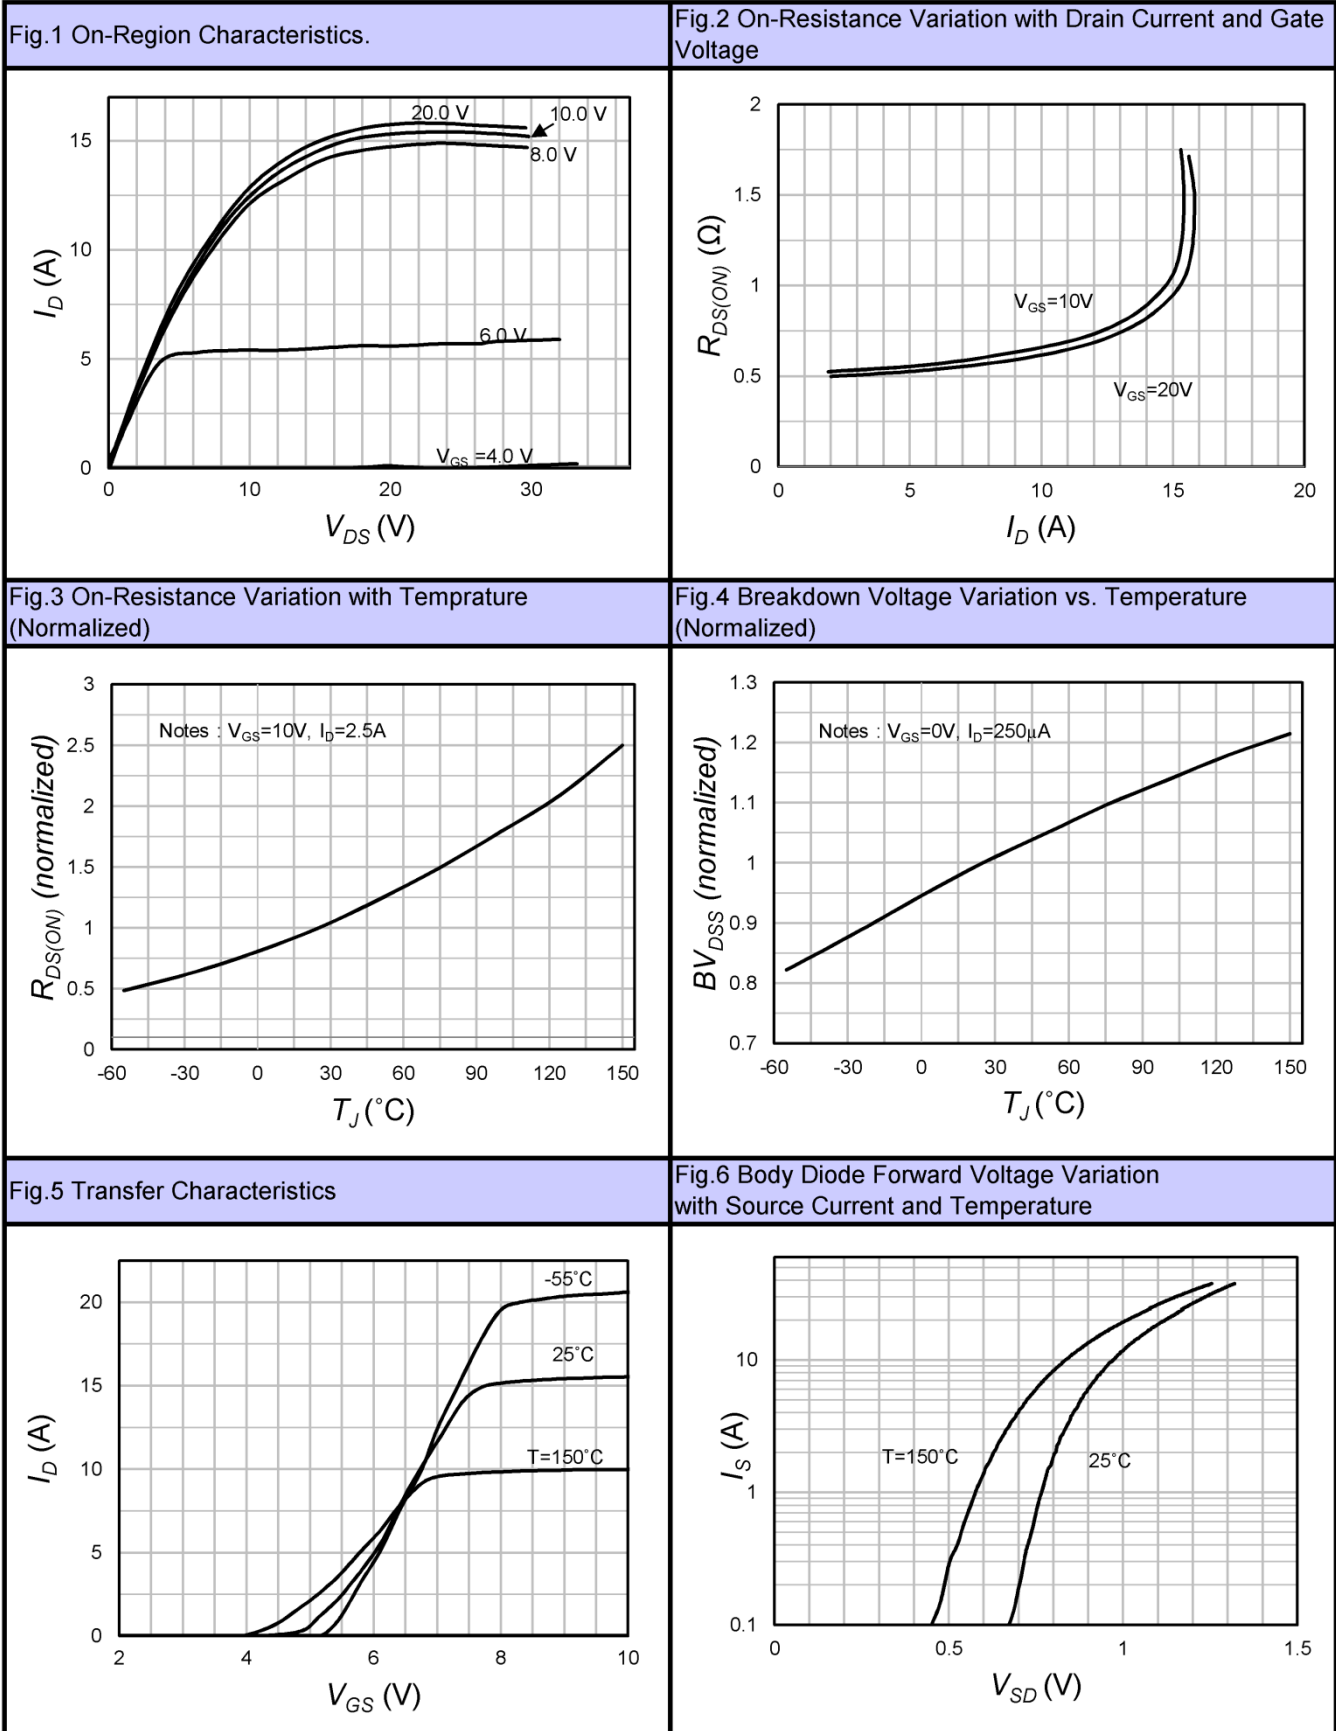 Fig.1 On-Region Characteristics.
Fig.2 On-Resistance Variation with Drain Current and Gate
Voltage
20.0 V
10.0 V
8.0 V
6.0 V
V_GS =4.0 V
15
10
5
0
0
10
20
30
I_D (A)
V_DS (V)
2
1.5
1
0.5
0
0
5
10
15
20
V_GS=10V
V_GS=20V
R_DS(ON) (Ω)
I_D (A)
Fig.3 On-Resistance Variation with Temprature
(Normalized)
Fig.4 Breakdown Voltage Variation vs. Temperature
(Normalized)
Notes : V_GS=10V, I_D=2.5A
3
2.5
2
1.5
1
0.5
0
-60
-30
0
30
60
90
120
150
R_DS(ON) (normalized)
T_J (˚C)
Notes : V_GS=0V, I_D=250µA
1.3
1.2
1.1
1
0.9
0.8
0.7
-60
-30
0
30
60
90
120
150
BV_DSS (normalized)
T_J (˚C)
Fig.5 Transfer Characteristics
Fig.6 Body Diode Forward Voltage Variation
with Source Current and Temperature
-55˚C
25˚C
T=150˚C
20
15
10
5
0
2
4
6
8
10
I_D (A)
V_GS (V)
T=150˚C
25˚C
10
1
0.1
0
0.5
1
1.5
I_S (A)
V_SD (V)